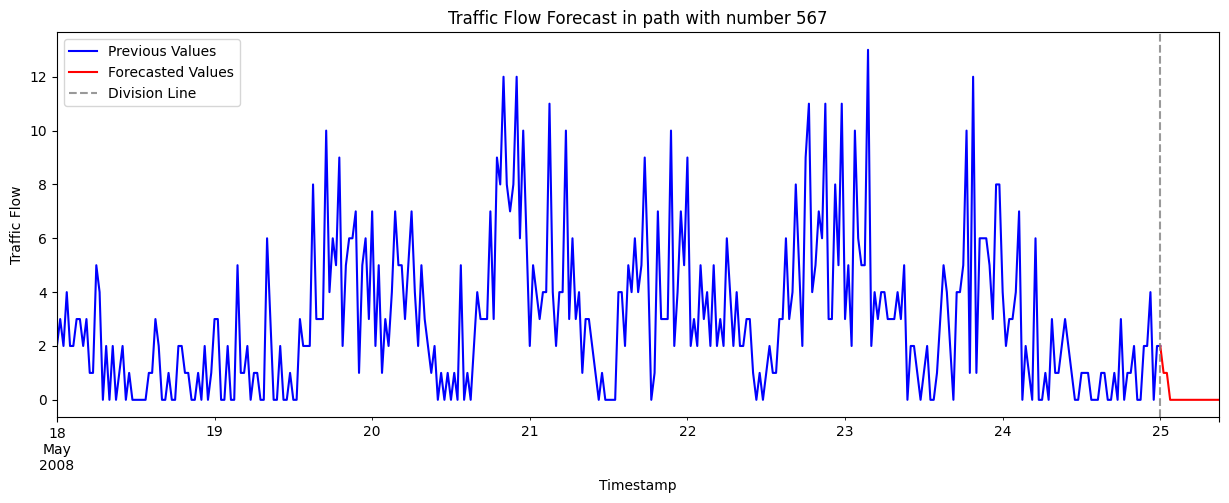 Traffic Flow Forecast in path with number 567
Previous Values
Forecasted Values
Division Line
Traffic Flow
12
10
8
6
4
2
0
18 19 20 21 22 23 24 25
May
2008
Timestamp